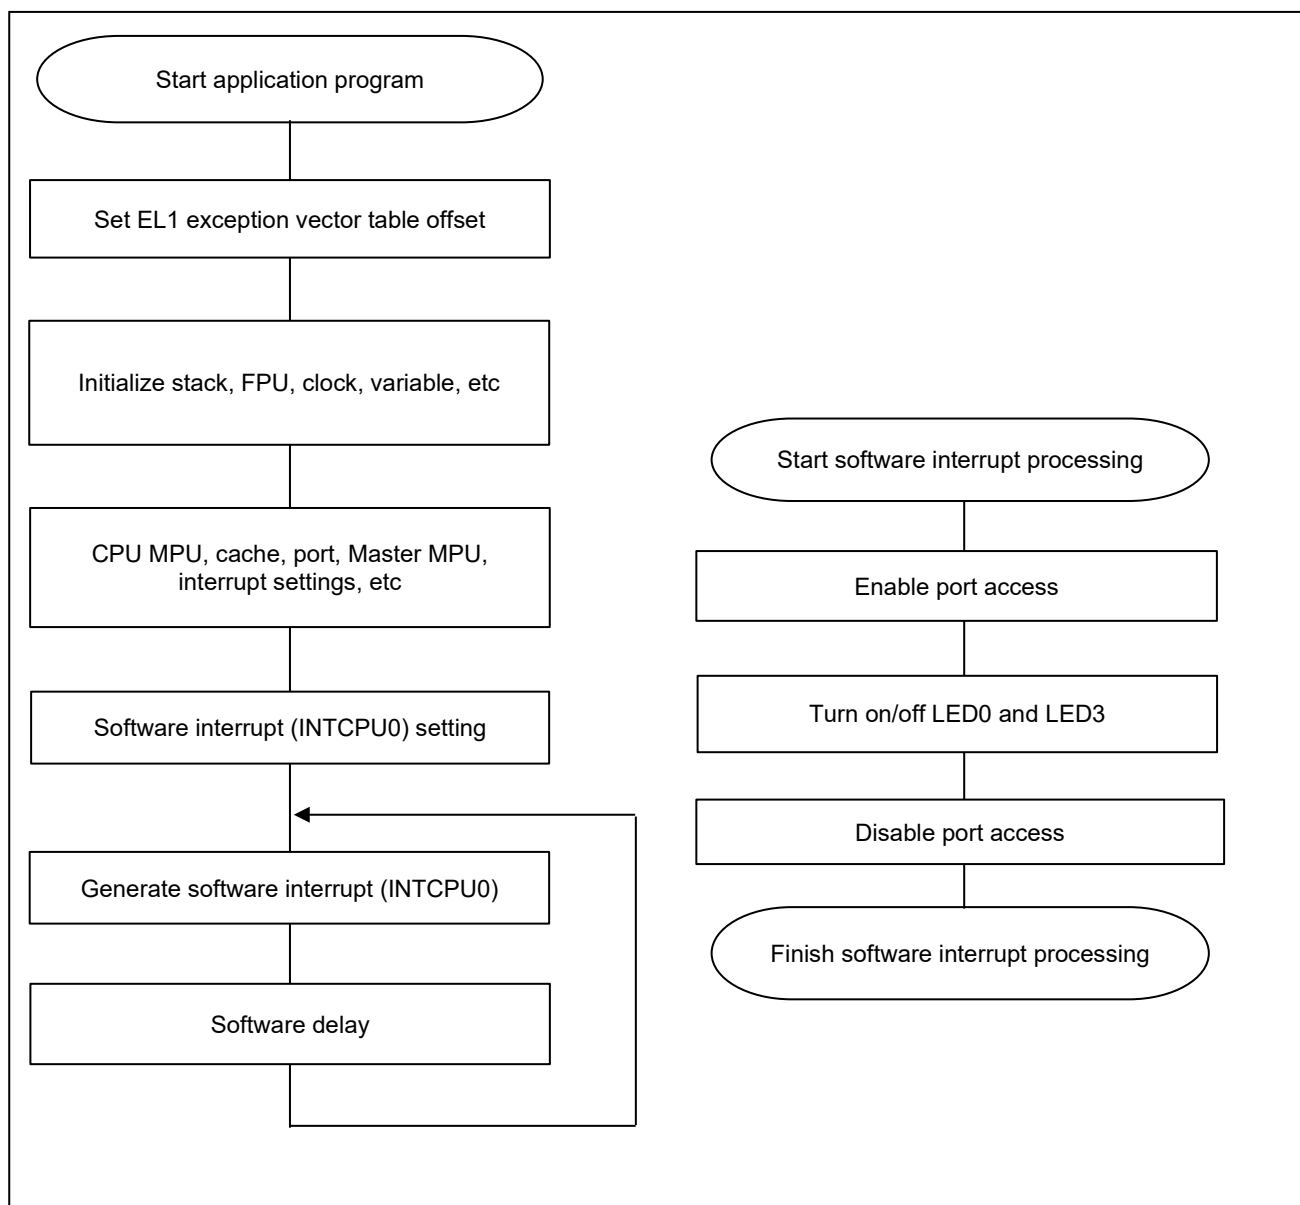 Start application program
Set EL1 exception vector table offset
Initialize stack, FPU, clock, variable, etc
CPU MPU, cache, port, Master MPU,
interrupt settings, etc
Software interrupt (INTCPU0) setting
Generate software interrupt (INTCPU0)
Software delay
Start software interrupt processing
Enable port access
Turn on/off LED0 and LED3
Disable port access
Finish software interrupt processing